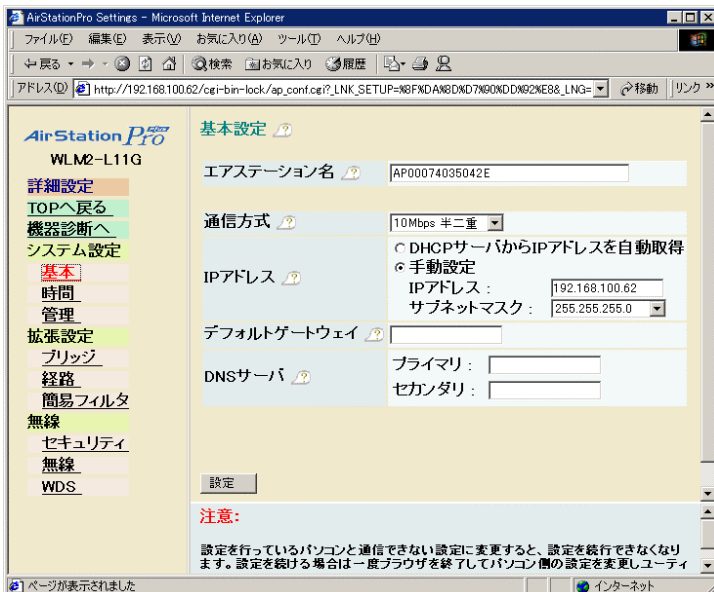 AirStationPro Settings - Microsoft Internet Explorer
ファイル(F) 編集(E) 表示(V) お気に入り(A) ツール(T) ヘルプ(H)
戻る 検索 お気に入り 履歴
アドレス(D) http://192.168.100.62/cgi-bin-lock/ap_conf.cgi?_LNK_SETUP=%8F%DA%8D%D7%90%DD%92%E8&_LNG= 移動 リンク »
AirStation Pro
WLM2-L11G
詳細設定
TOPへ戻る
機器診断へ
システム設定
基本
時間
管理
拡張設定
ブリッジ
経路
簡易フィルタ
無線
セキュリティ
無線
WDS
基本設定
エアステーション名 AP00074035042E
通信方式 10Mbps 半二重
IPアドレス
DHCPサーバからIPアドレスを自動取得
手動設定
IPアドレス: 192.168.100.62
サブネットマスク: 255.255.255.0
デフォルトゲートウェイ
DNSサーバ
プライマリ:
セカンダリ:
設定
注意:
設定を行っているパソコンと通信できない設定に変更すると、設定を続行できなくなり
ます。設定を続ける場合は一度ブラウザを終了してパソコン側の設定を変更しユーティ
ページが表示されました インターネット